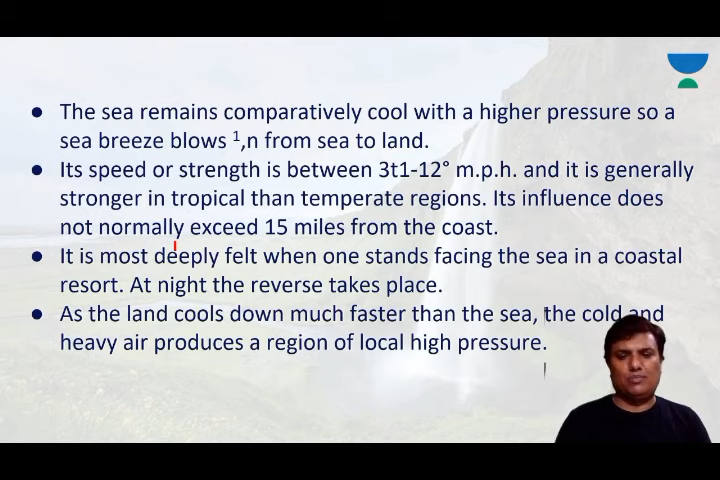 ● The sea remains comparatively cool with a higher pressure so a
sea breeze blows ¹,n from sea to land.
● Its speed or strength is between 3t1-12° m.p.h. and it is generally
stronger in tropical than temperate regions. Its influence does
not normally exceed 15 miles from the coast.
● It is most deeply felt when one stands facing the sea in a coastal
resort. At night the reverse takes place.
● As the land cools down much faster than the sea, the cold and
heavy air produces a region of local high pressure.